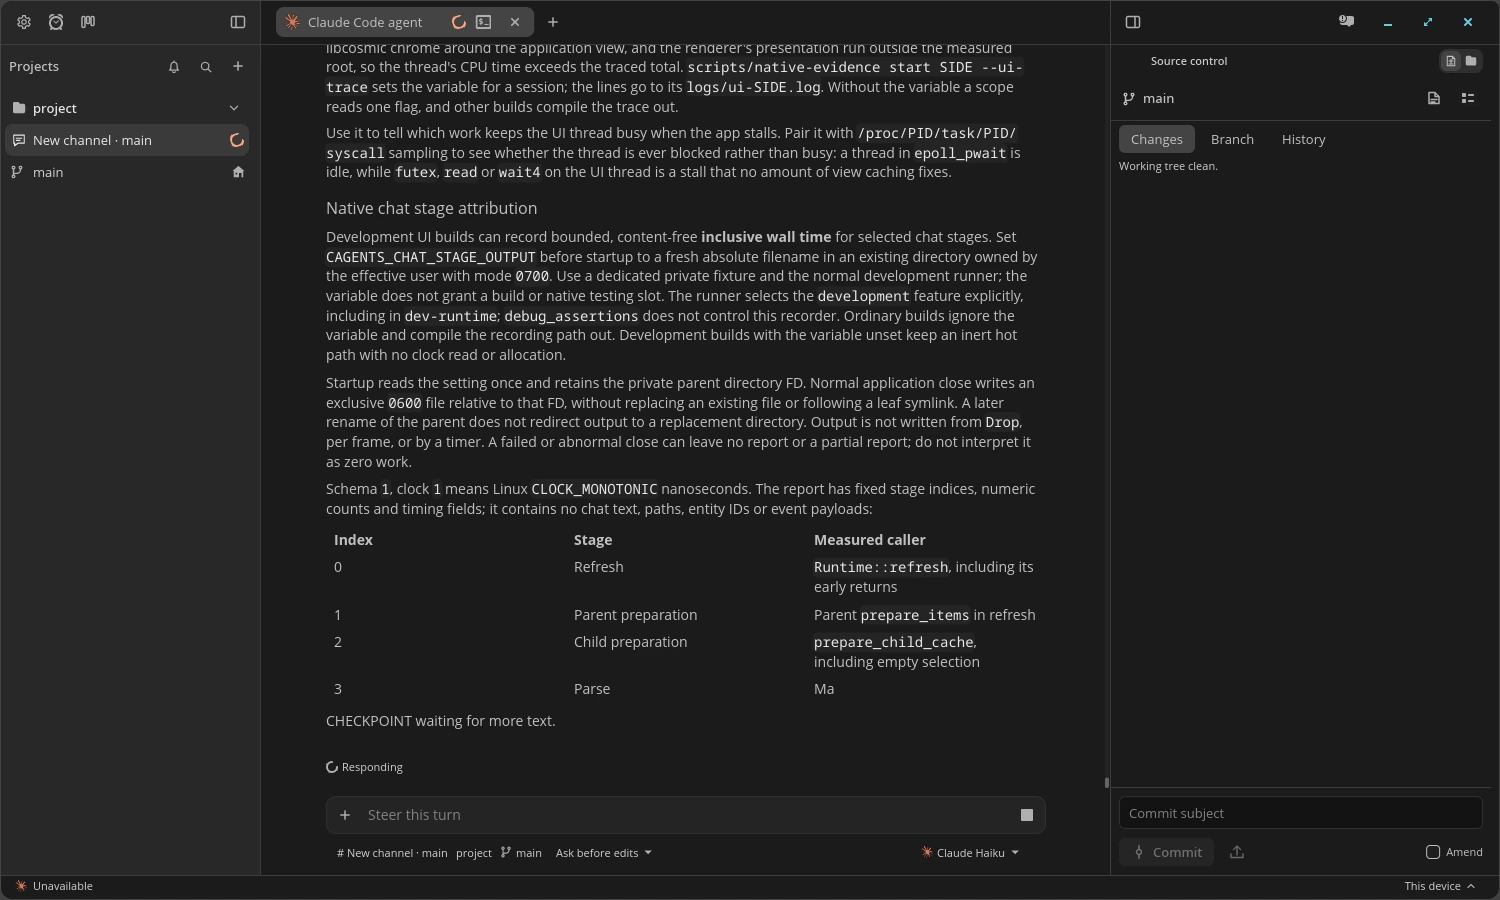 Claude Code agent
Projects
project
New channel · main
main
libcosmic chrome around the application view, and the renderer's presentation run outside the measured
root, so the thread's CPU time exceeds the traced total. scripts/native-evidence start SIDE --ui-
trace sets the variable for a session; the lines go to its logs/ui-SIDE.log. Without the variable a scope
reads one flag, and other builds compile the trace out.
Use it to tell which work keeps the UI thread busy when the app stalls. Pair it with /proc/PID/task/PID/
syscall sampling to see whether the thread is ever blocked rather than busy: a thread in epoll_pwait is
idle, while futex, read or wait4 on the UI thread is a stall that no amount of view caching fixes.
Native chat stage attribution
Development UI builds can record bounded, content-free inclusive wall time for selected chat stages. Set
CAGENTS_CHAT_STAGE_OUTPUT before startup to a fresh absolute filename in an existing directory owned by
the effective user with mode 0700. Use a dedicated private fixture and the normal development runner; the
variable does not grant a build or native testing slot. The runner selects the development feature explicitly,
including in dev-runtime; debug_assertions does not control this recorder. Ordinary builds ignore the
variable and compile the recording path out. Development builds with the variable unset keep an inert hot
path with no clock read or allocation.
Startup reads the setting once and retains the private parent directory FD. Normal application close writes an
exclusive 0600 file relative to that FD, without replacing an existing file or following a leaf symlink. A later
rename of the parent does not redirect output to a replacement directory. Output is not written from Drop,
per frame, or by a timer. A failed or abnormal close can leave no report or a partial report; do not interpret it
as zero work.
Schema 1, clock 1 means Linux CLOCK_MONOTONIC nanoseconds. The report has fixed stage indices, numeric
counts and timing fields; it contains no chat text, paths, entity IDs or event payloads:
Index Stage Measured caller
0 Refresh Runtime::refresh, including its
early returns
1 Parent preparation Parent prepare_items in refresh
2 Child preparation prepare_child_cache,
including empty selection
3 Parse Ma
CHECKPOINT waiting for more text.
Responding
Steer this turn
# New channel · main project main Ask before edits Claude Haiku
Source control
main
Changes Branch History
Working tree clean.
Commit subject
Commit Amend
Unavailable
This device